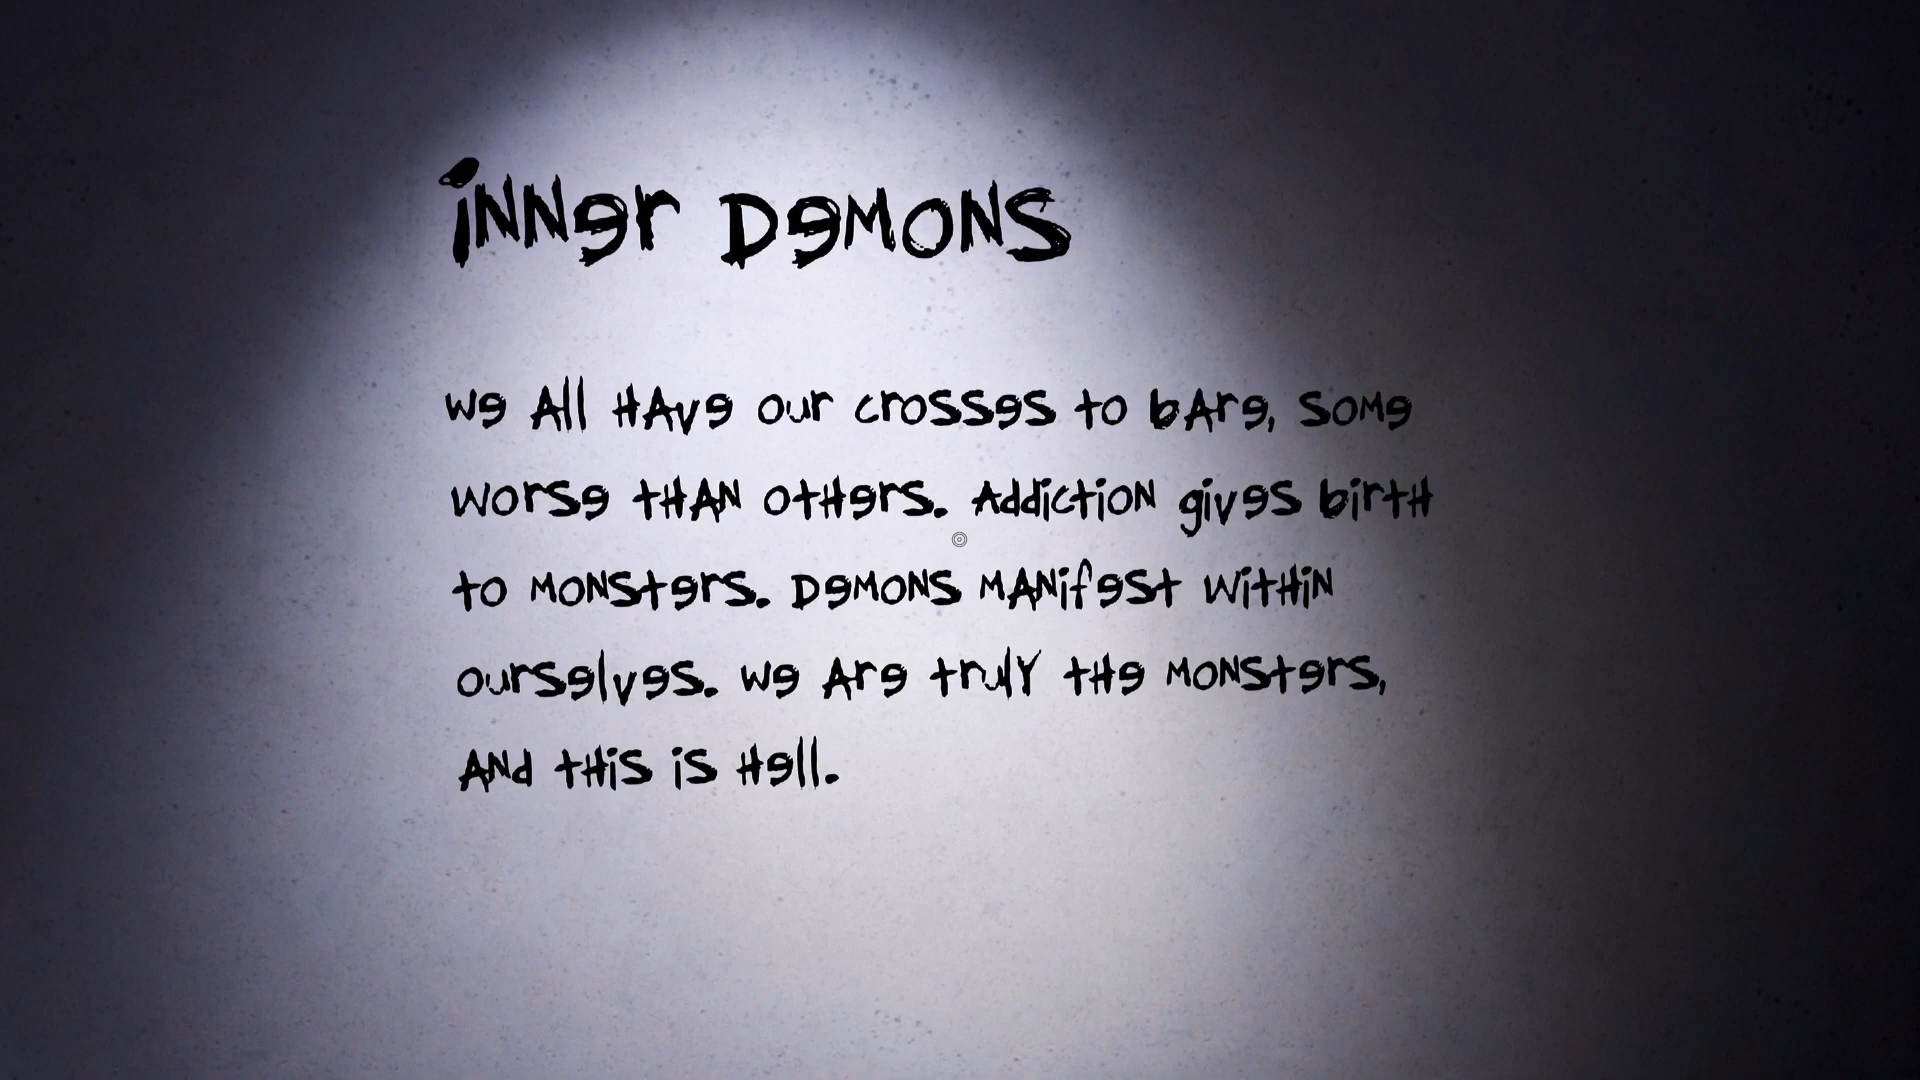 iNNer DeMONS
we All HAve our crosses to bAre, SoMe
worse tHAN otHers. Addiction gives birtH
to MONSters. DeMONS MANifest WitHiN
ourselves. we Are trulY tHe MONSters,
ANd tHis is Hell.